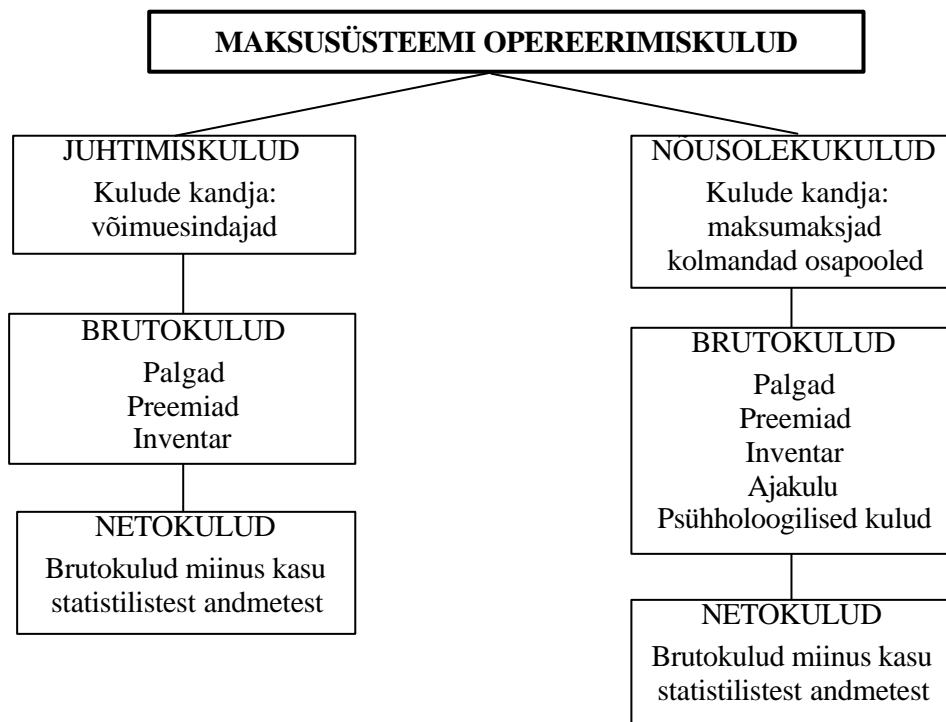 MAKSUSÜSTEEMI OPEREERIMISKULUD
JUHTIMISKULUD
Kulude kandja:
võimuesindajad
BRUTOKULUD
Palgad
Preemiad
Inventar
NETOKULUD
Brutokulud miinus kasu
statistilistest andmetest
NÕUSOLEKUKULUD
Kulude kandja:
maksumaksjad
kolmandad osapooled
BRUTOKULUD
Palgad
Preemiad
Inventar
Ajakulu
Psühholoogilised kulud
NETOKULUD
Brutokulud miinus kasu
statistilistest andmetest